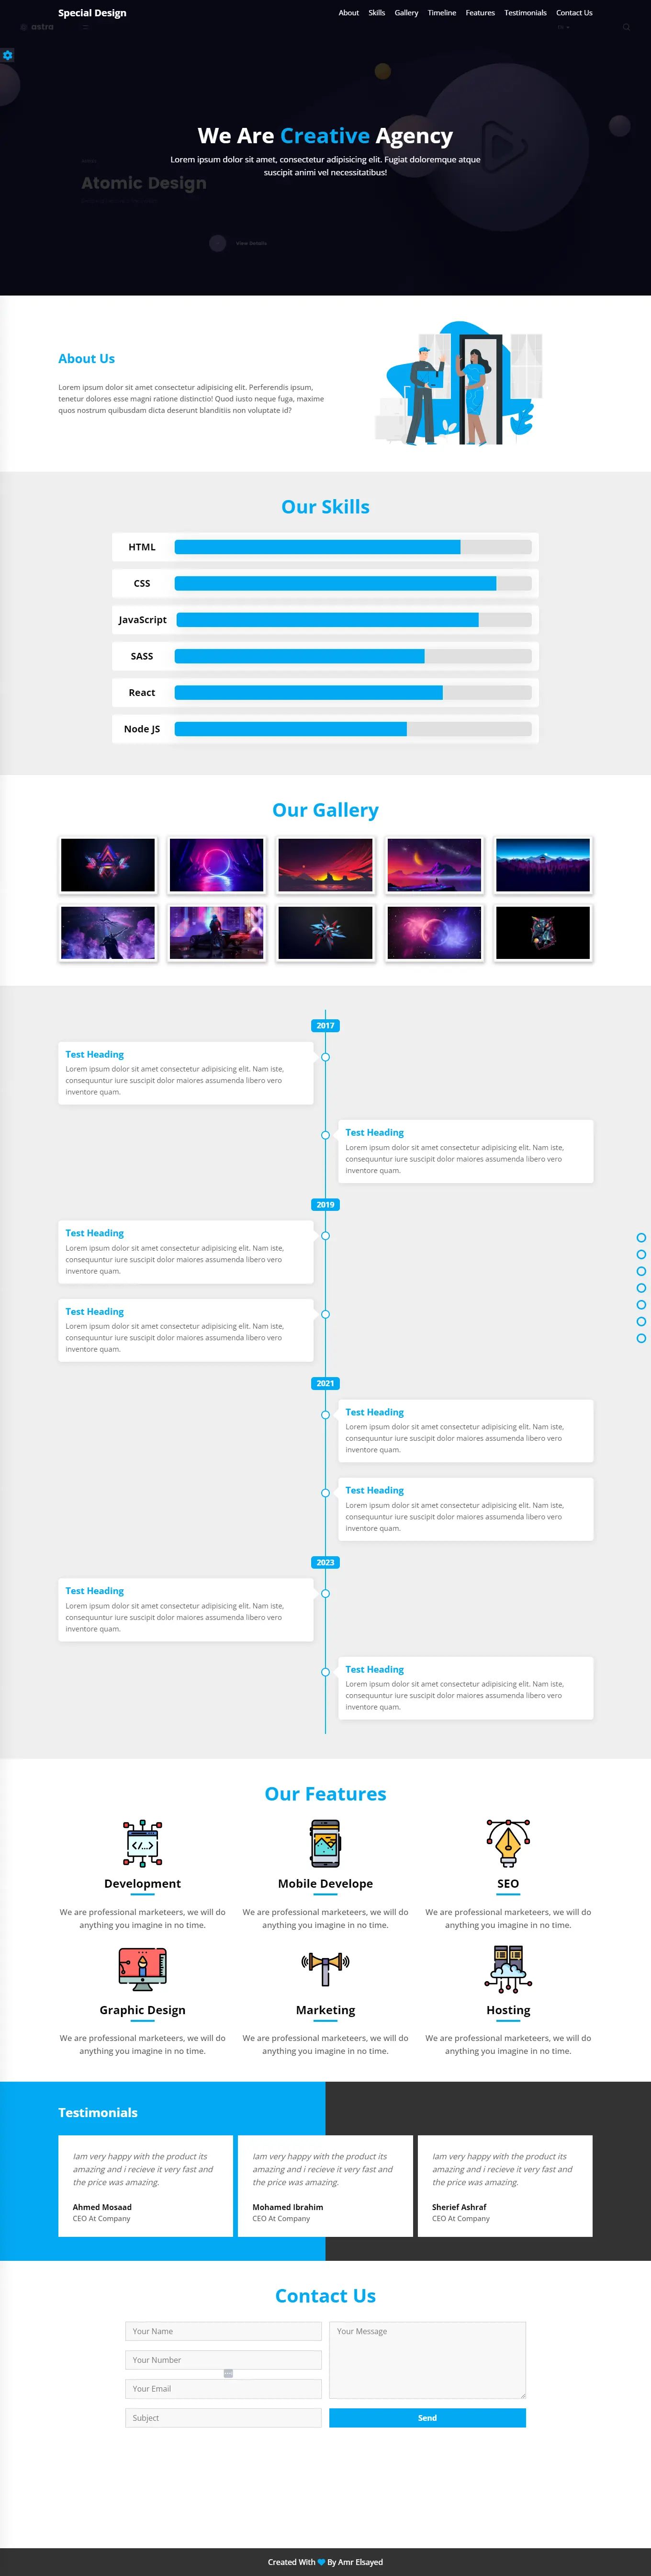 Special Design
About Skills Gallery Timeline Features Testimonials Contact Us
astra
We Are Creative Agency
Lorem ipsum dolor sit amet, consectetur adipisicing elit. Fugiat doloremque atque
suscipit animi vel necessitatibus!
Atomic Design
View Details
About Us
Lorem ipsum dolor sit amet consectetur adipisicing elit. Perferendis ipsum,
tenetur dolores esse magni ratione distinctio! Quod iusto neque fuga, maxime
quos nostrum quibusdam dicta deserunt blanditiis non voluptate id?
Our Skills
HTML
CSS
JavaScript
SASS
React
Node JS
Our Gallery
2017
Test Heading
Lorem ipsum dolor sit amet consectetur adipisicing elit. Nam iste,
consequuntur iure suscipit dolor maiores assumenda libero vero
inventore quam.
Test Heading
Lorem ipsum dolor sit amet consectetur adipisicing elit. Nam iste,
consequuntur iure suscipit dolor maiores assumenda libero vero
inventore quam.
2019
Test Heading
Lorem ipsum dolor sit amet consectetur adipisicing elit. Nam iste,
consequuntur iure suscipit dolor maiores assumenda libero vero
inventore quam.
Test Heading
Lorem ipsum dolor sit amet consectetur adipisicing elit. Nam iste,
consequuntur iure suscipit dolor maiores assumenda libero vero
inventore quam.
2021
Test Heading
Lorem ipsum dolor sit amet consectetur adipisicing elit. Nam iste,
consequuntur iure suscipit dolor maiores assumenda libero vero
inventore quam.
Test Heading
Lorem ipsum dolor sit amet consectetur adipisicing elit. Nam iste,
consequuntur iure suscipit dolor maiores assumenda libero vero
inventore quam.
2023
Test Heading
Lorem ipsum dolor sit amet consectetur adipisicing elit. Nam iste,
consequuntur iure suscipit dolor maiores assumenda libero vero
inventore quam.
Test Heading
Lorem ipsum dolor sit amet consectetur adipisicing elit. Nam iste,
consequuntur iure suscipit dolor maiores assumenda libero vero
inventore quam.
Our Features
Development
We are professional marketeers, we will do
anything you imagine in no time.
Mobile Develope
We are professional marketeers, we will do
anything you imagine in no time.
SEO
We are professional marketeers, we will do
anything you imagine in no time.
Graphic Design
We are professional marketeers, we will do
anything you imagine in no time.
Marketing
We are professional marketeers, we will do
anything you imagine in no time.
Hosting
We are professional marketeers, we will do
anything you imagine in no time.
Testimonials
Iam very happy with the product its
amazing and i recieve it very fast and
the price was amazing.
Ahmed Mosaad
CEO At Company
Iam very happy with the product its
amazing and i recieve it very fast and
the price was amazing.
Mohamed Ibrahim
CEO At Company
Iam very happy with the product its
amazing and i recieve it very fast and
the price was amazing.
Sherief Ashraf
CEO At Company
Contact Us
Your Name
Your Number
Your Email
Subject
Your Message
Send
Created With By Amr Elsayed